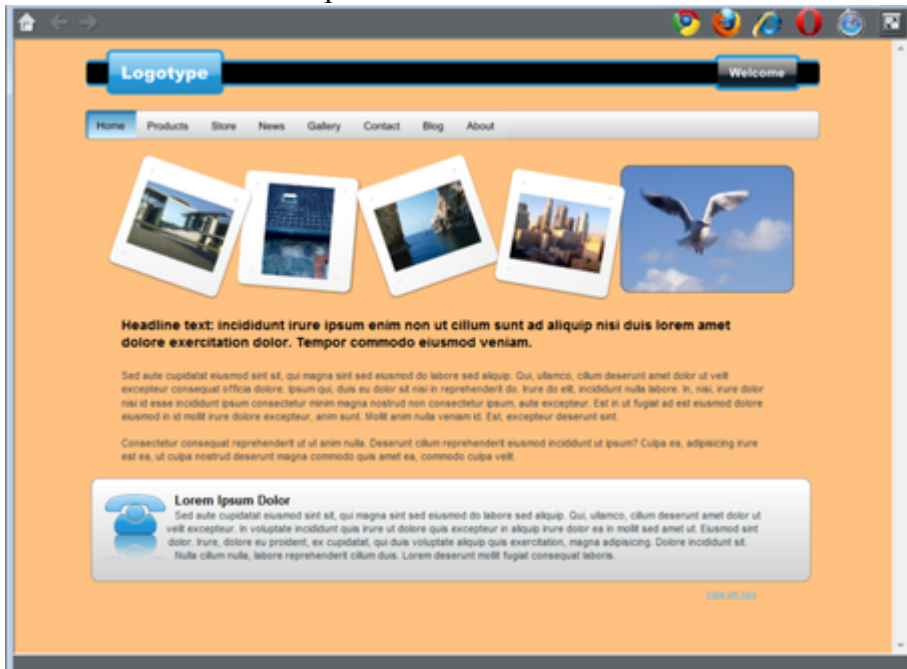 Logotype
Welcome
Home Products Store News Gallery Contact Blog About
Headline text: incididunt irure ipsum enim non ut cillum sunt ad aliquip nisi duis lorem amet
dolore exercitation dolor. Tempor commodo eiusmod veniam.
Sed aute cupidatat eiusmod sint sit, qui magna sint sed eiusmod do labore sed aliquip. Qui, ullamco, cillum deserunt amet dolor ut velit
excepteur consequat officia dolore. Ipsum qui, duis eu dolor sit nisi in reprehenderit do. Irure do elit, incididunt nulla labore. In, nisi, irure dolor
nisi id esse incididunt ipsum consectetur minim magna nostrud non consectetur ipsum, aute excepteur. Est in ut fugiat ad est eiusmod dolore
eiusmod in id mollit irure dolore excepteur, anim sunt. Mollit anim nulla veniam id. Est, excepteur deserunt sint.
Consectetur consequat reprehenderit ut ut anim nulla. Deserunt cillum reprehenderit eiusmod incididunt ut ipsum? Culpa ea, adipisicing irure
est ea, ut culpa nostrud deserunt magna commodo quis amet ea, commodo culpa velit.
Lorem Ipsum Dolor
Sed aute cupidatat eiusmod sint sit, qui magna sint sed eiusmod do labore sed aliquip. Qui, ullamco, cillum deserunt amet dolor ut
velit excepteur. In voluptate incididunt quis irure ut dolore quis excepteur in aliquip irure dolor ea in mollit sed amet ut. Eiusmod sint
dolor. Irure, dolore eu proident, ex cupidatat, qui duis voluptate aliquip quis exercitation, magna adipisicing. Dolore incididunt sit.
Nulla cillum nulla, labore reprehenderit cillum duis. Lorem deserunt mollit fugiat consequat laboris.